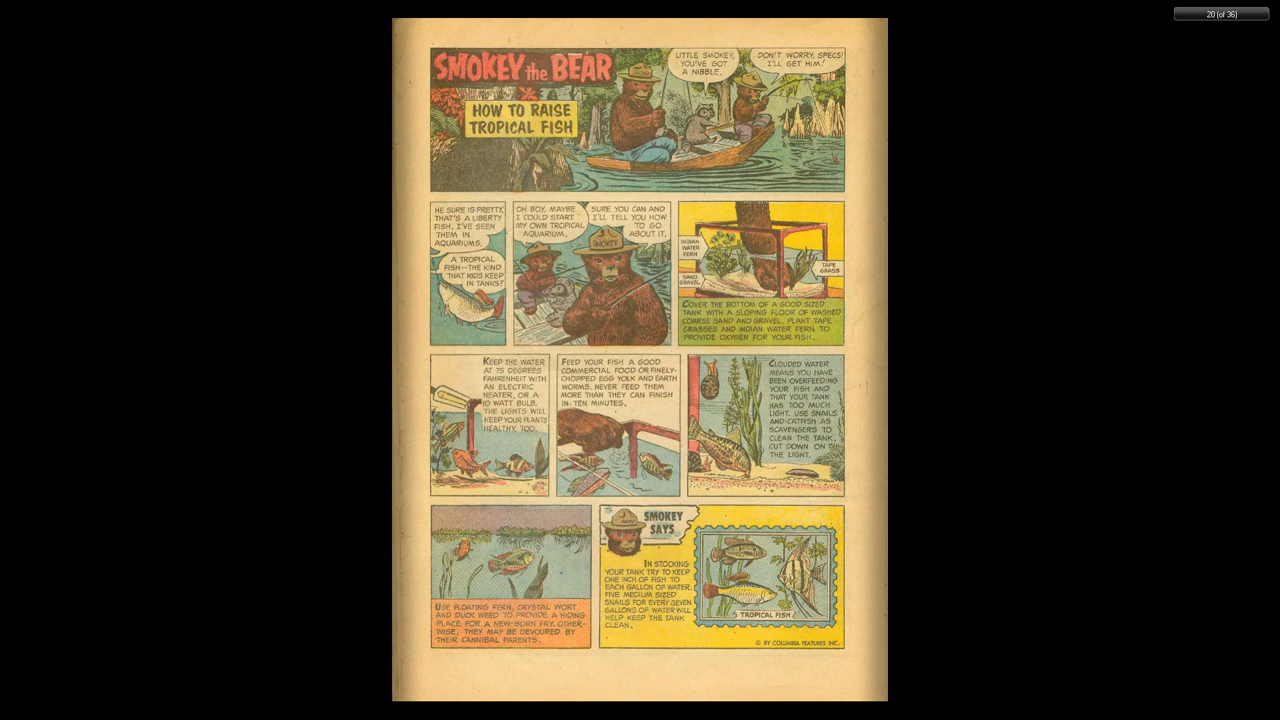 20 (of 36)
SMOKEY the BEAR
HOW TO RAISE
TROPICAL FISH
LITTLE SMOKEY,
YOU'VE GOT
A NIBBLE.
DON'T WORRY, SPECS!
I'LL GET HIM!
HE SURE IS PRETTY,
THAT'S A LIBERTY
FISH. I'VE SEEN
THEM IN
AQUARIUMS.
A TROPICAL
FISH--THE KIND
THAT KIDS KEEP
IN TANKS?
OH BOY, MAYBE
I COULD START
MY OWN TROPICAL
AQUARIUM.
SURE YOU CAN AND
I'LL TELL YOU HOW
TO GO
ABOUT IT.
SMOKEY
INDIAN
WATER
FERN
SAND
GRAVEL
TAPE
GRASS
COVER THE BOTTOM OF A GOOD SIZED
TANK WITH A SLOPING FLOOR OF WASHED
COARSE SAND AND GRAVEL. PLANT TAPE
GRASSES AND INDIAN WATER FERN TO
PROVIDE OXYGEN FOR YOUR FISH.
KEEP THE WATER
AT 75 DEGREES
FAHRENHEIT WITH
AN ELECTRIC
HEATER, OR A
10 WATT BULB.
THE LIGHTS WILL
KEEP YOUR PLANTS
HEALTHY, TOO.
FEED YOUR FISH A GOOD
COMMERCIAL FOOD OR FINELY-
CHOPPED EGG YOLK AND EARTH
WORMS. NEVER FEED THEM
MORE THAN THEY CAN FINISH
IN TEN MINUTES.
CLOUDED WATER
MEANS YOU HAVE
BEEN OVERFEEDING
YOUR FISH AND
THAT YOUR TANK
HAS TOO MUCH
LIGHT. USE SNAILS
AND CATFISH AS
SCAVENGERS TO
CLEAN THE TANK.
CUT DOWN ON
THE LIGHT.
USE FLOATING FERN, CRYSTAL WORT
AND DUCK WEED TO PROVIDE A HIDING
PLACE FOR A NEW-BORN FRY. OTHER-
WISE, THEY MAY BE DEVOURED BY
THEIR CANNIBAL PARENTS.
SMOKEY
SAYS
IN STOCKING
YOUR TANK TRY TO KEEP
ONE INCH OF FISH TO
EACH GALLON OF WATER.
FIVE MEDIUM SIZED
SNAILS FOR EVERY SEVEN
GALLONS OF WATER WILL
HELP KEEP THE TANK
CLEAN.
TROPICAL FISH
© BY COLUMBIA FEATURES INC.